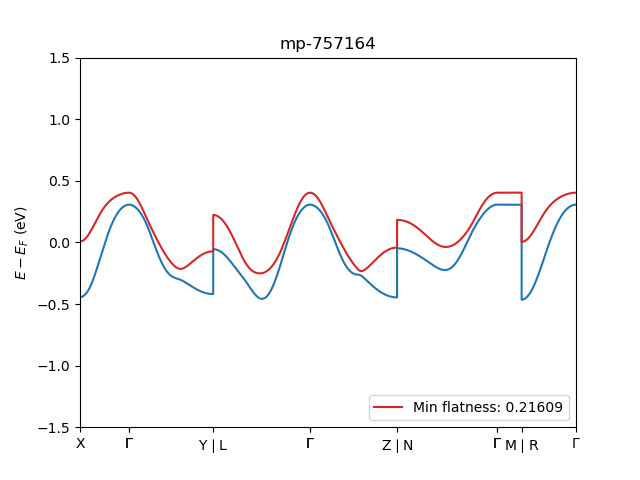 mp-757164
1.5
1.0
0.5
0.0
−0.5
−1.0
−1.5
E − E_F (eV)
Min flatness: 0.21609
X Γ Y | L Γ Z | N Γ M | R Γ